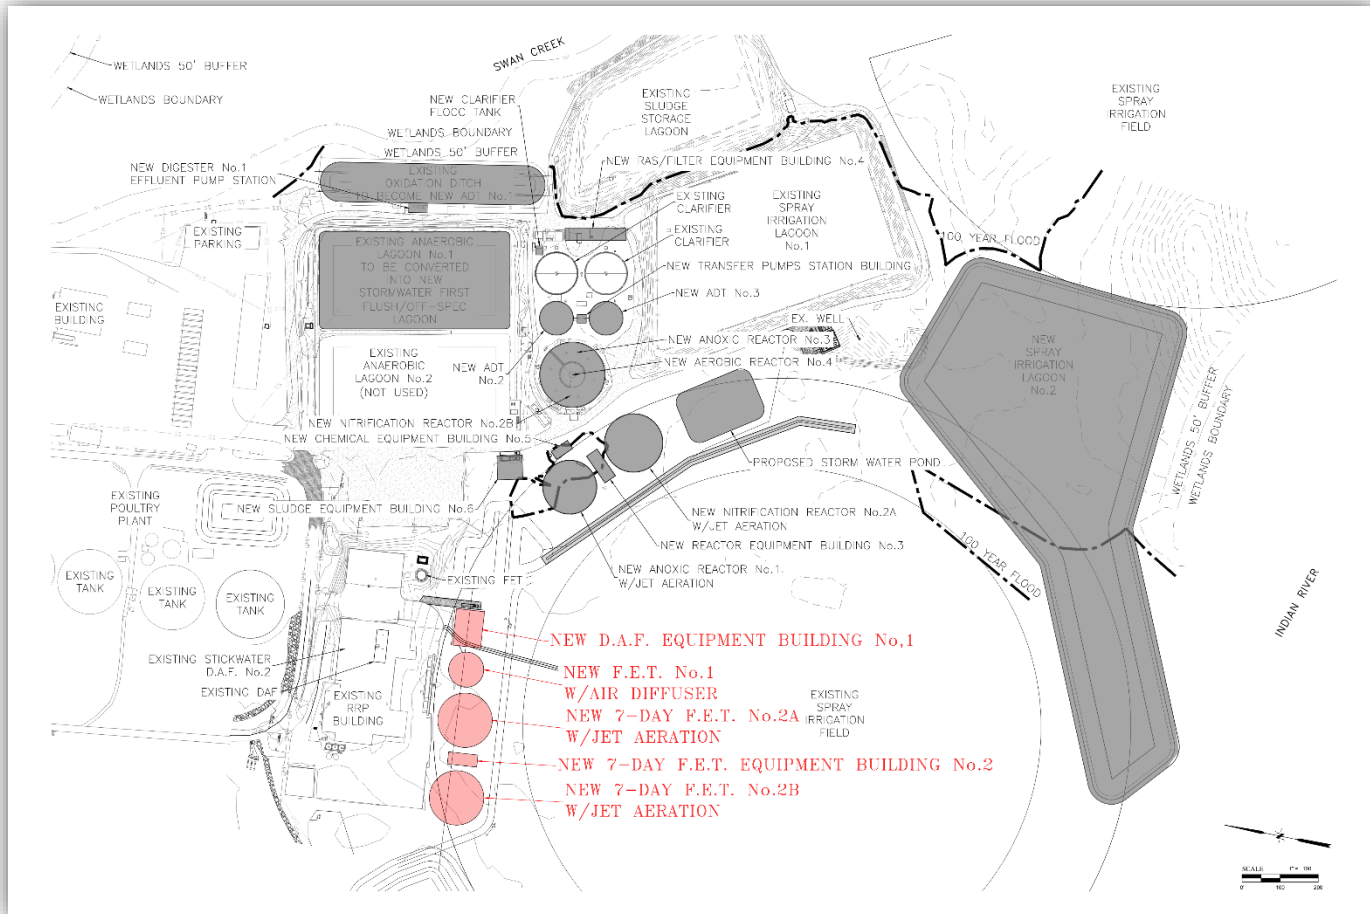 WETLANDS 50' BUFFER
WETLANDS BOUNDARY
SWAN CREEK
NEW CLARIFIER
FLOCC TANK
WETLANDS BOUNDARY
WETLANDS 50' BUFFER
EXISTING
SLUDGE
STORAGE
LAGOON
EXISTING
SPRAY
IRRIGATION
FIELD
NEW DIGESTER No.1
EFFLUENT PUMP STATION
EXISTING
OXIDATION DITCH
TO BECOME NEW ADT No.1
NEW RAS/FILTER EQUIPMENT BUILDING No.4
EXISTING
PARKING
EXISTING
CLARIFIER
EXISTING
CLARIFIER
EXISTING
SPRAY
IRRIGATION
LAGOON
No.1
100 YEAR FLOOD
EXISTING ANAEROBIC
LAGOON No.1
TO BE CONVERTED
INTO NEW
STORMWATER FIRST
FLUSH/OFF-SPEC
LAGOON
NEW TRANSFER PUMPS STATION BUILDING
NEW ADT No.3
EXISTING
BUILDING
EX. WELL
NEW ANOXIC REACTOR No.3
NEW AEROBIC REACTOR No.4
EXISTING
ANAEROBIC
LAGOON No.2
(NOT USED)
NEW ADT
No.2
NEW
SPRAY
IRRIGATION
LAGOON
No.2
WETLANDS 50' BUFFER
WETLANDS BOUNDARY
NEW NITRIFICATION REACTOR No.2B
NEW CHEMICAL EQUIPMENT BUILDING No.5
PROPOSED STORM WATER POND
EXISTING
POULTRY
PLANT
NEW SLUDGE EQUIPMENT BUILDING No.6
NEW NITRIFICATION REACTOR No.2A
W/JET AERATION
NEW REACTOR EQUIPMENT BUILDING No.3
NEW ANOXIC REACTOR No.1
W/JET AERATION
100 YEAR FLOOD
INDIAN RIVER
EXISTING
TANK
EXISTING
TANK
EXISTING
TANK
EXISTING FET
NEW D.A.F. EQUIPMENT BUILDING No,1
EXISTING STICKWATER
D.A.F. No.2
EXISTING DAF
EXISTING
RRP
BUILDING
NEW F.E.T. No.1
W/AIR DIFFUSER
NEW 7-DAY F.E.T. No.2A
W/JET AERATION
EXISTING
SPRAY
IRRIGATION
FIELD
NEW 7-DAY F.E.T. EQUIPMENT BUILDING No.2
NEW 7-DAY F.E.T. No.2B
W/JET AERATION
SCALE 1"= 100
0 100 200